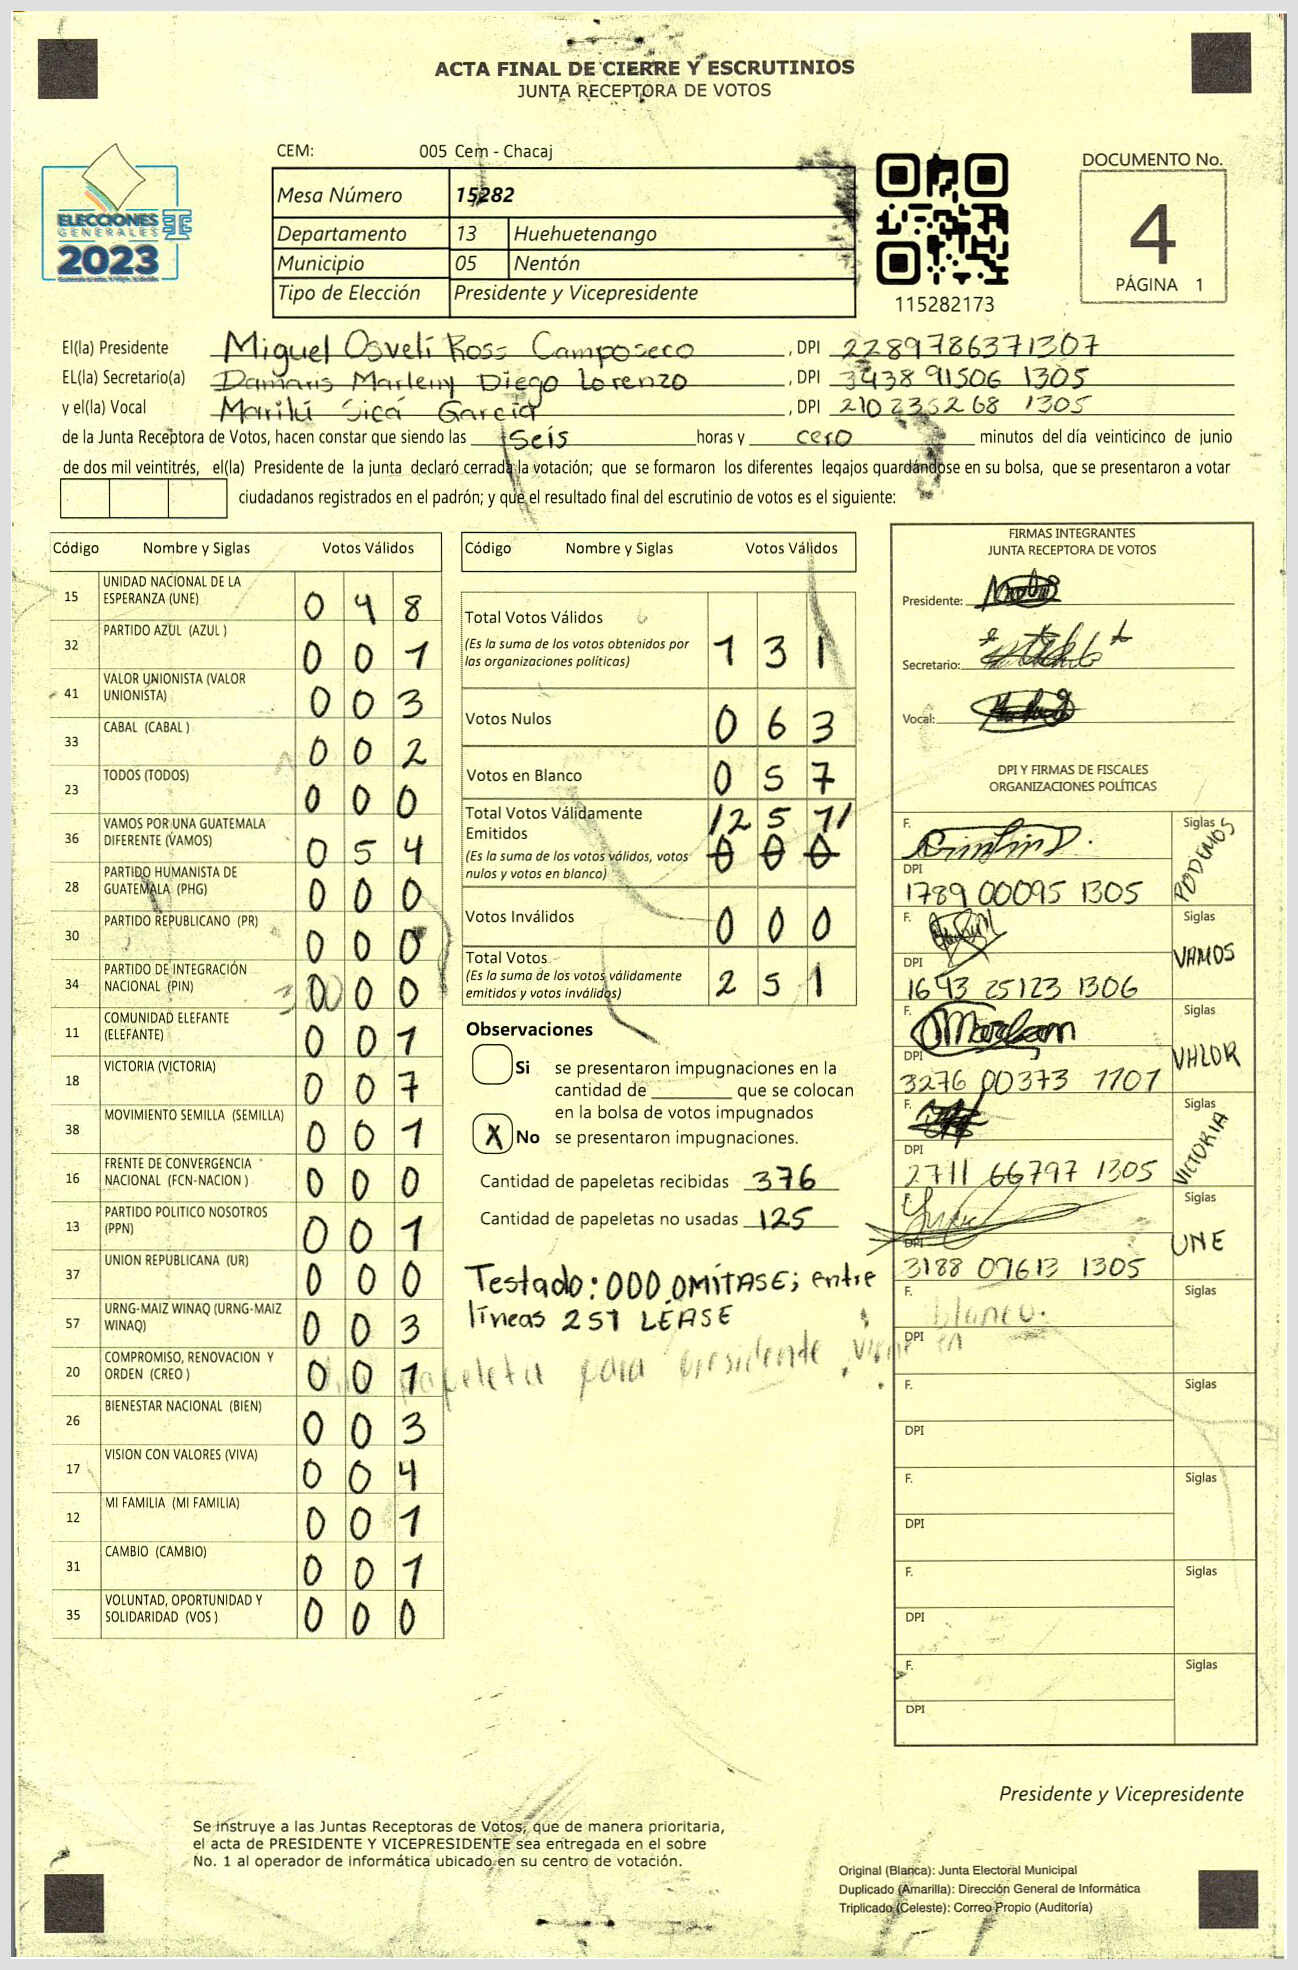 ACTA FINAL DE CIERRE Y ESCRUTINIOS
JUNTA RECEPTORA DE VOTOS
CEM: 005 Cem - Chacaj
ELECCIONES
GENERALES
2023
TSE
Mesa Número 15282
Departamento 13 Huehuetenango
Municipio 05 Nentón
Tipo de Elección Presidente y Vicepresidente
115282173
DOCUMENTO No.
4
PÁGINA 1
El(la) Presidente Miguel Osveli Ross Camposeco, DPI 2289786371307
EL(la) Secretario(a) Damaris Marleny Diego Lorenzo, DPI 343891506 1305
y el(la) Vocal Marilú Sicá García, DPI 210235268 1305
de la Junta Receptora de Votos, hacen constar que siendo las seis horas y cero minutos del día veinticinco de junio
de dos mil veintitrés, el(la) Presidente de la junta declaró cerrada la votación; que se formaron los diferentes legajos guardándose en su bolsa, que se presentaron a votar
ciudadanos registrados en el padrón; y que el resultado final del escrutinio de votos es el siguiente:
Código Nombre y Siglas Votos Válidos
15 UNIDAD NACIONAL DE LA ESPERANZA (UNE) 0 4 8
32 PARTIDO AZUL (AZUL ) 0 0 1
41 VALOR UNIONISTA (VALOR UNIONISTA) 0 0 3
33 CABAL (CABAL ) 0 0 2
23 TODOS (TODOS) 0 0 0
36 VAMOS POR UNA GUATEMALA DIFERENTE (VAMOS) 0 5 4
28 PARTIDO HUMANISTA DE GUATEMALA (PHG) 0 0 0
30 PARTIDO REPUBLICANO (PR) 0 0 0
34 PARTIDO DE INTEGRACIÓN NACIONAL (PIN) 0 0 0
11 COMUNIDAD ELEFANTE (ELEFANTE) 0 0 1
18 VICTORIA (VICTORIA) 0 0 7
38 MOVIMIENTO SEMILLA (SEMILLA) 0 0 1
16 FRENTE DE CONVERGENCIA NACIONAL (FCN-NACION ) 0 0 0
13 PARTIDO POLITICO NOSOTROS (PPN) 0 0 1
37 UNION REPUBLICANA (UR) 0 0 0
57 URNG-MAIZ WINAQ (URNG-MAIZ WINAQ) 0 0 3
20 COMPROMISO, RENOVACION Y ORDEN (CREO ) 0 0 1
26 BIENESTAR NACIONAL (BIEN) 0 0 3
17 VISION CON VALORES (VIVA) 0 0 4
12 MI FAMILIA (MI FAMILIA) 0 0 1
31 CAMBIO (CAMBIO) 0 0 1
35 VOLUNTAD, OPORTUNIDAD Y SOLIDARIDAD (VOS ) 0 0 0
Código Nombre y Siglas Votos Válidos
Total Votos Válidos 1 3 1
(Es la suma de los votos obtenidos por
las organizaciones políticas)
Votos Nulos 0 6 3
Votos en Blanco 0 5 7
Total Votos Válidamente Emitidos /2 5 1/
(Es la suma de los votos válidos, votos
nulos y votos en blanco) 0 0 0
Votos Inválidos 0 0 0
Total Votos 2 5 1
(Es la suma de los votos válidamente
emitidos y votos inválidos)
Observaciones
Si se presentaron impugnaciones en la
cantidad de ________ que se colocan
en la bolsa de votos impugnados
X No se presentaron impugnaciones.
Cantidad de papeletas recibidas 376
Cantidad de papeletas no usadas 125
Testado: 000 OMÍTASE; entre
líneas 251 LÉASE
papeleta para presidente viene en
blanco.
FIRMAS INTEGRANTES
JUNTA RECEPTORA DE VOTOS
Presidente:
Secretario:
Vocal:
DPI Y FIRMAS DE FISCALES
ORGANIZACIONES POLÍTICAS
F. Siglas PODEMOS
DPI 1789 00095 1305
F. Siglas VAMOS
DPI 1643 25123 1306
F. Siglas VALOR
DPI 3276 00373 1101
F. Siglas VICTORIA
DPI 2711 66797 1305
F. Siglas UNE
DPI 3188 09613 1305
F. Siglas
DPI
F. Siglas
DPI
F. Siglas
DPI
F. Siglas
DPI
F. Siglas
DPI
Presidente y Vicepresidente
Se instruye a las Juntas Receptoras de Votos, que de manera prioritaria,
el acta de PRESIDENTE Y VICEPRESIDENTE sea entregada en el sobre
No. 1 al operador de informática ubicado en su centro de votación.
Original (Blanca): Junta Electoral Municipal
Duplicado (Amarilla): Dirección General de Informática
Triplicado (Celeste): Correo Propio (Auditoría)